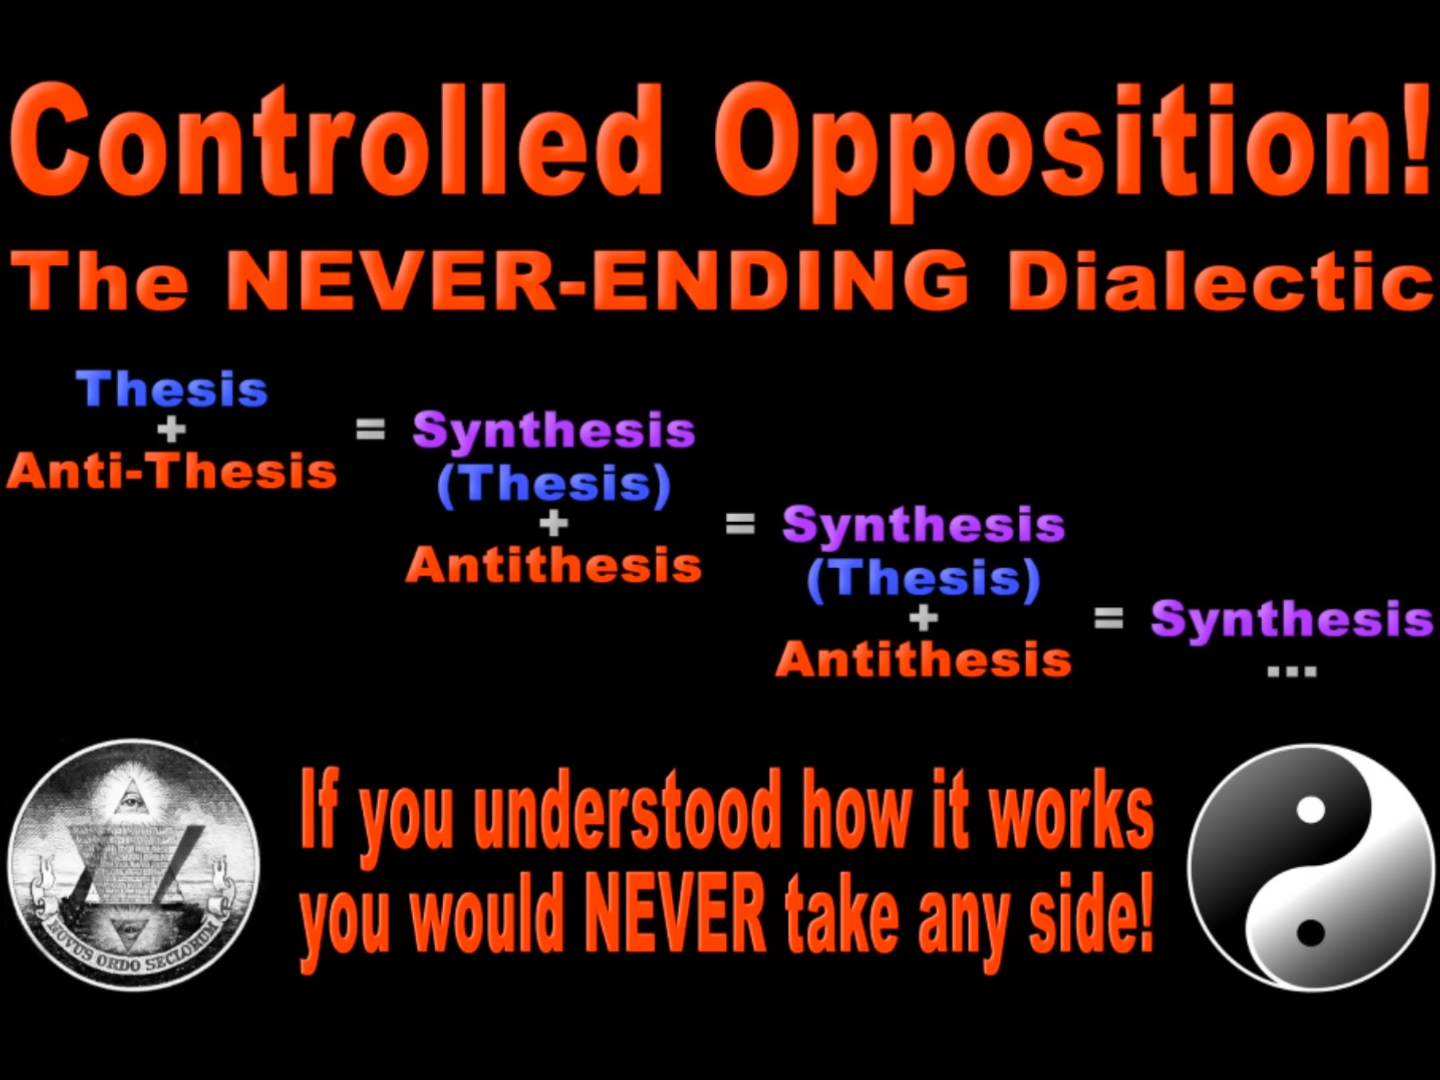 Controlled Opposition!
The NEVER-ENDING Dialectic
Thesis
+
Anti-Thesis
=
Synthesis
(Thesis)
+
Antithesis
=
Synthesis
(Thesis)
+
Antithesis
=
Synthesis
...
If you understood how it works
you would NEVER take any side!
NOVUS ORDO SECLORUM